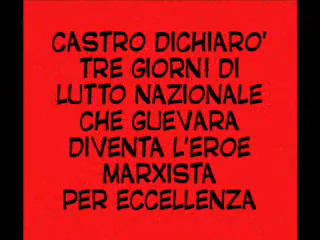 CASTRO DICHIARO'
TRE GIORNI DI
LUTTO NAZIONALE
CHE GUEVARA
DIVENTA L'EROE
MARXISTA
PER ECCELLENZA